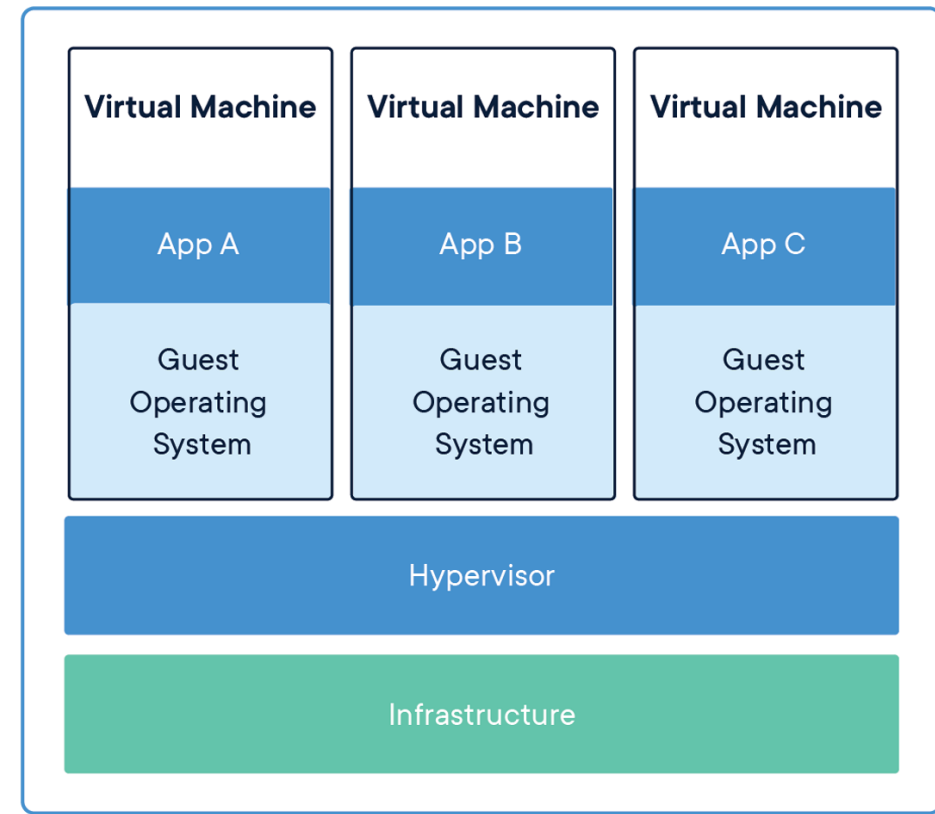 Virtual Machine
App A
Guest
Operating
System
Virtual Machine
App B
Guest
Operating
System
Virtual Machine
App C
Guest
Operating
System
Hypervisor
Infrastructure